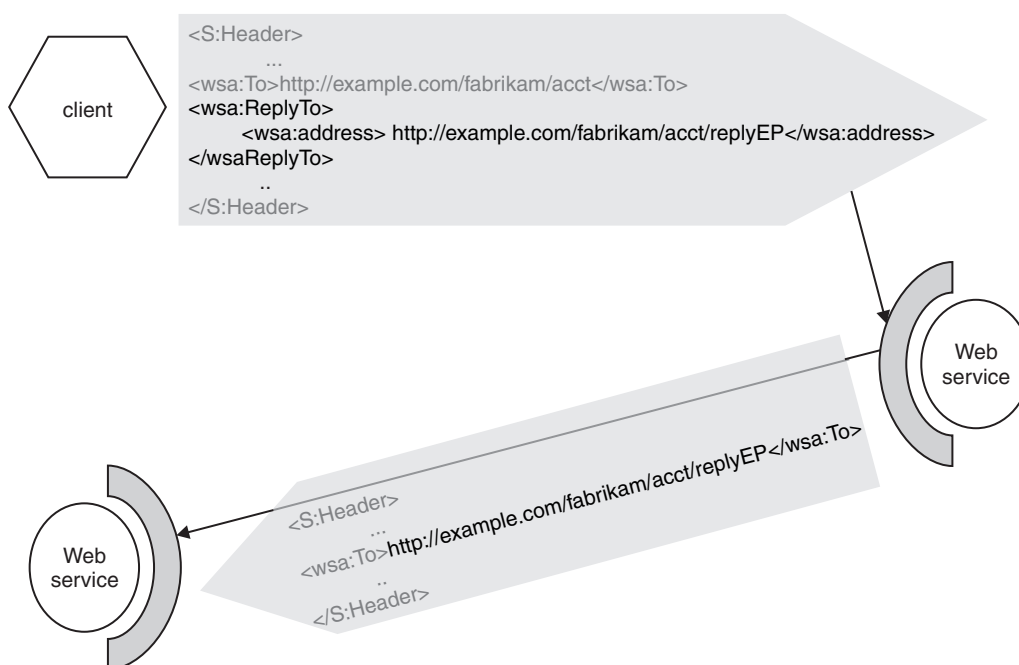 client
<S:Header>
...
<wsa:To>http://example.com/fabrikam/acct</wsa:To>
<wsa:ReplyTo>
<wsa:address> http://example.com/fabrikam/acct/replyEP</wsa:address>
</wsaReplyTo>
..
</S:Header>
Web
service
<S:Header>
...
<wsa:To>http://example.com/fabrikam/acct/replyEP</wsa:To>
..
</S:Header>
Web
service